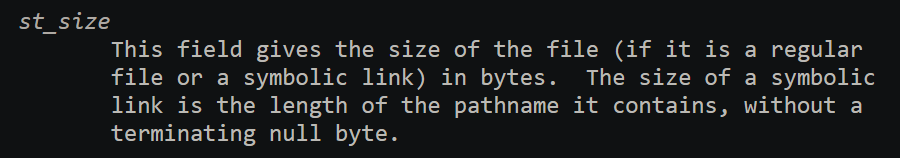 st_size
This field gives the size of the file (if it is a regular
file or a symbolic link) in bytes.  The size of a symbolic
link is the length of the pathname it contains, without a
terminating null byte.